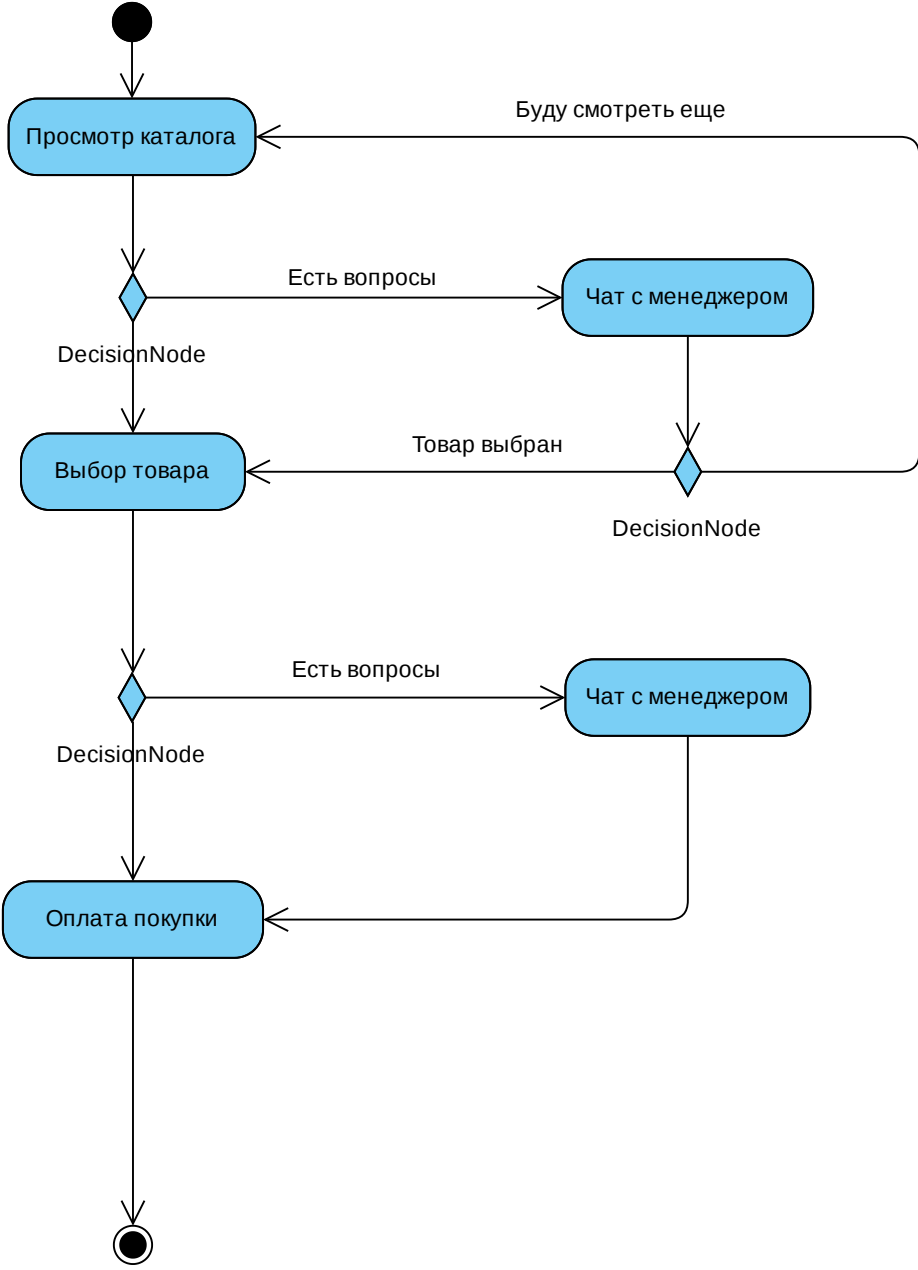 Буду смотреть еще
Просмотр каталога
Есть вопросы
Чат с менеджером
DecisionNode
Товар выбран
Выбор товара
DecisionNode
Есть вопросы
Чат с менеджером
DecisionNode
Оплата покупки